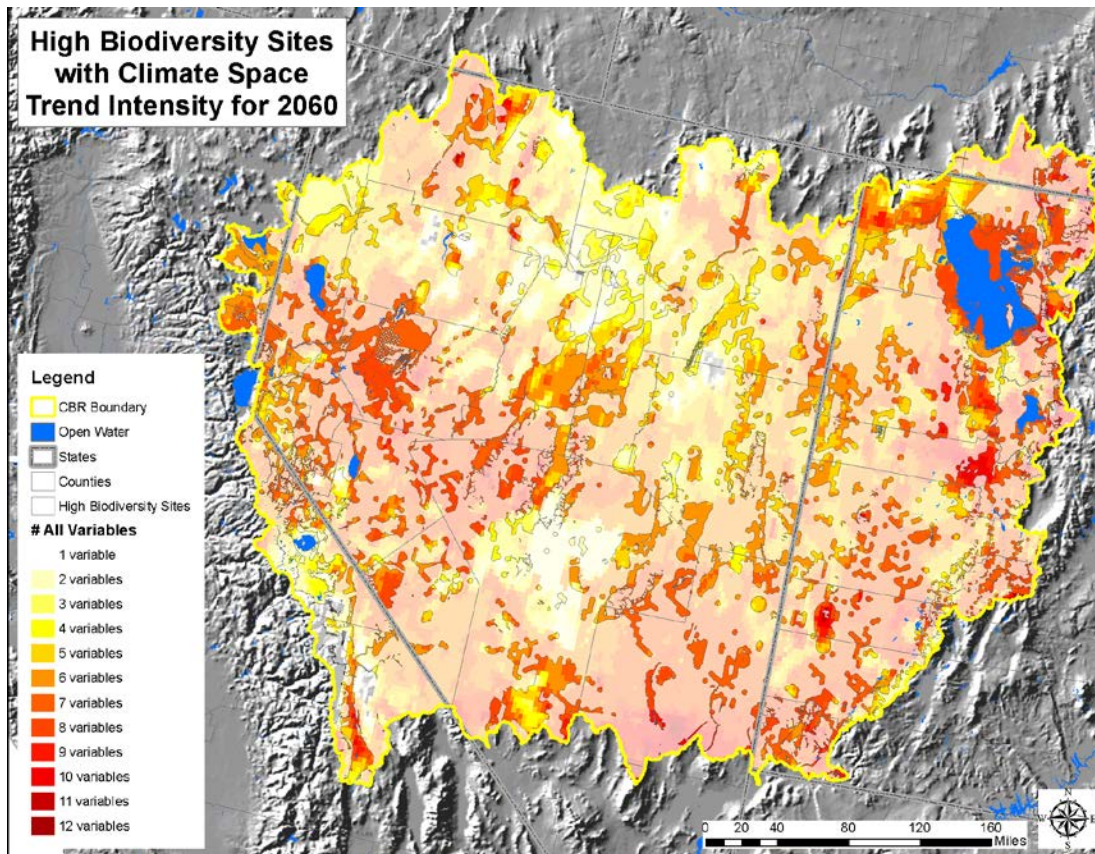 High Biodiversity Sites
with Climate Space
Trend Intensity for 2060
Legend
CBR Boundary
Open Water
States
Counties
High Biodiversity Sites
# All Variables
1 variable
2 variables
3 variables
4 variables
5 variables
6 variables
7 variables
8 variables
9 variables
10 variables
11 variables
12 variables
0 20 40 80 120 160
Miles
N
W E
S